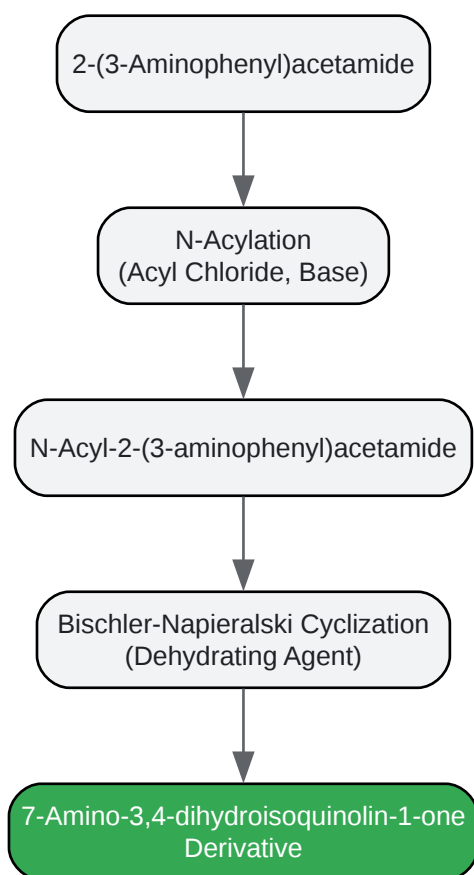 2-(3-Aminophenyl)acetamide
N-Acylation
(Acyl Chloride, Base)
N-Acyl-2-(3-aminophenyl)acetamide
Bischler-Napieralski Cyclization
(Dehydrating Agent)
7-Amino-3,4-dihydroisoquinolin-1-one
Derivative